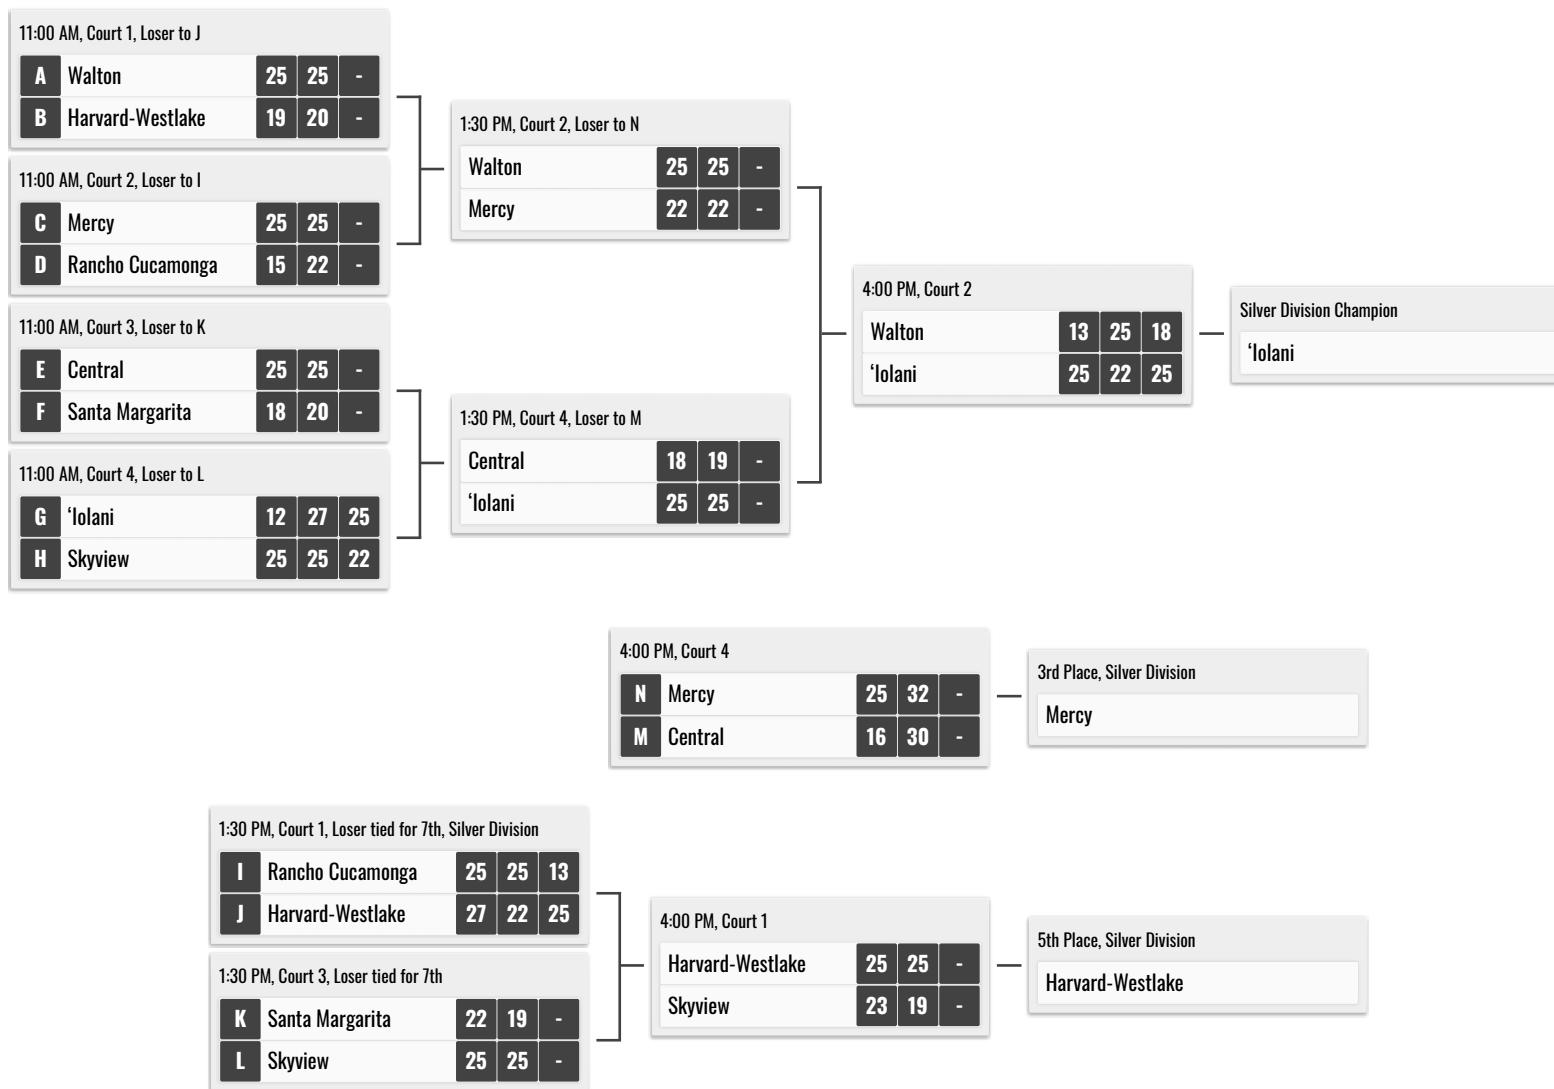 11:00 AM, Court 1, Loser to J
A Walton 25 25 -
B Harvard-Westlake 19 20 -
11:00 AM, Court 2, Loser to I
C Mercy 25 25 -
D Rancho Cucamonga 15 22 -
11:00 AM, Court 3, Loser to K
E Central 25 25 -
F Santa Margarita 18 20 -
11:00 AM, Court 4, Loser to L
G ‘Iolani 12 27 25
H Skyview 25 25 22
1:30 PM, Court 2, Loser to N
Walton 25 25 -
Mercy 22 22 -
1:30 PM, Court 4, Loser to M
Central 18 19 -
‘Iolani 25 25 -
4:00 PM, Court 2
Walton 13 25 18
‘Iolani 25 22 25
Silver Division Champion
‘Iolani
4:00 PM, Court 4
N Mercy 25 32 -
M Central 16 30 -
3rd Place, Silver Division
Mercy
1:30 PM, Court 1, Loser tied for 7th, Silver Division
I Rancho Cucamonga 25 25 13
J Harvard-Westlake 27 22 25
1:30 PM, Court 3, Loser tied for 7th
K Santa Margarita 22 19 -
L Skyview 25 25 -
4:00 PM, Court 1
Harvard-Westlake 25 25 -
Skyview 23 19 -
5th Place, Silver Division
Harvard-Westlake